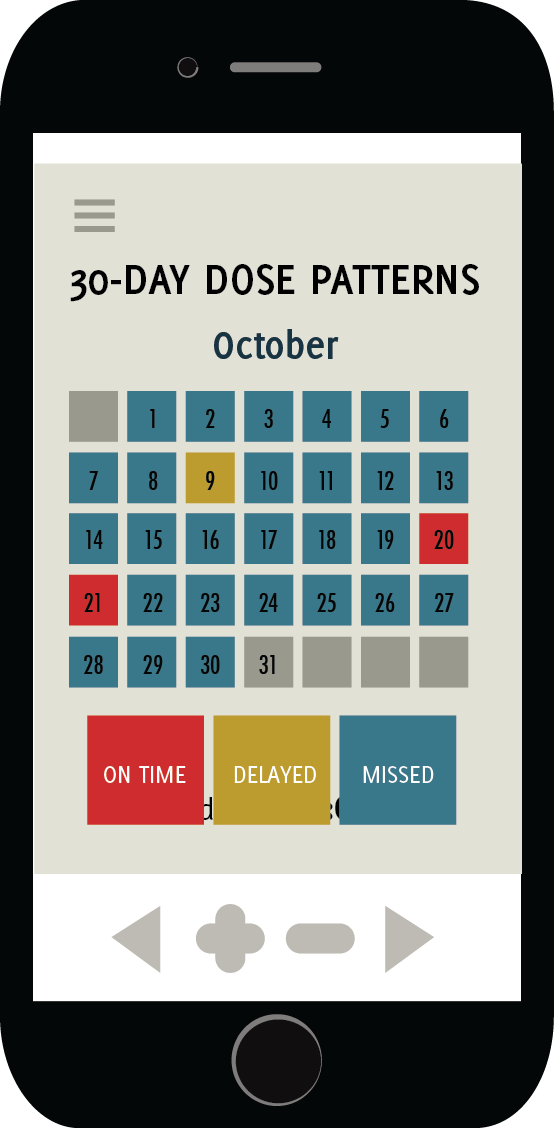 30-DAY DOSE PATTERNS
October
1 2 3 4 5 6
7 8 9 10 11 12 13
14 15 16 17 18 19 20
21 22 23 24 25 26 27
28 29 30 31
ON TIME DELAYED MISSED